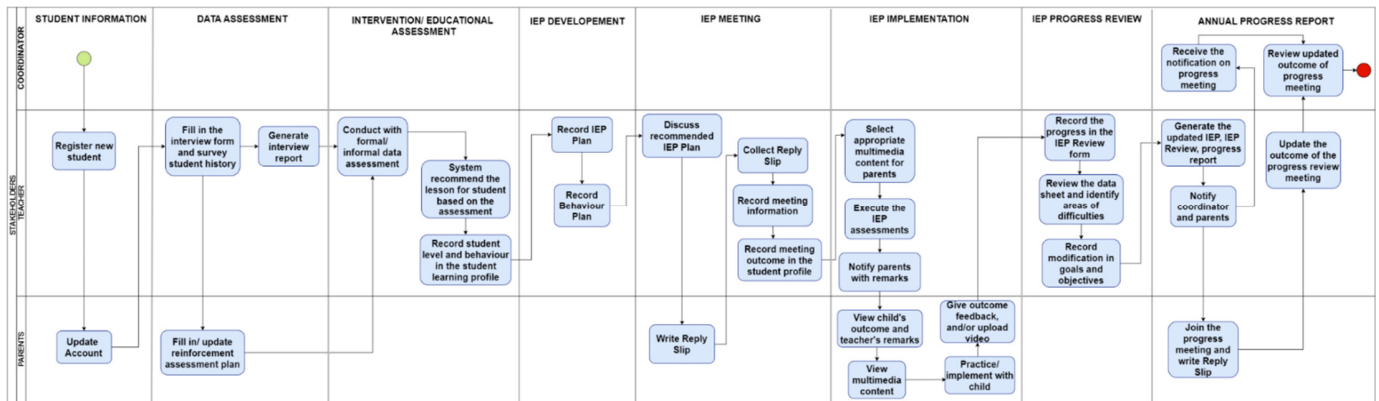 STUDENT INFORMATION
DATA ASSESSMENT
INTERVENTION/ EDUCATIONAL
ASSESSMENT
IEP DEVELOPEMENT
IEP MEETING
IEP IMPLEMENTATION
IEP PROGRESS REVIEW
ANNUAL PROGRESS REPORT
STAKEHOLDERS
COORDINATOR
Receive the
notification on
progress
meeting
Review updated
outcome of
progress
meeting
TEACHER
Register new
student
Fill in the
interview form
and survey
student history
Generate
interview
report
Conduct with
formal/
informal data
assessment
System
recommend the
lesson for student
based on the
assessment
Record student
level and behaviour
in the student
learning profile
Record IEP
Plan
Record
Behaviour
Plan
Discuss
recommended
IEP Plan
Collect Reply
Slip
Record meeting
information
Record meeting
outcome in the
student profile
Select
appropriate
multimedia
content for
parents
Execute the
IEP
assessments
Notify parents
with remarks
Record the
progress in the
IEP Review
form
Review the data
sheet and identify
areas of
difficulties
Record
modification in
goals and
objectives
Generate the
updated IEP, IEP
Review, progress
report
Notify
coordinator
and parents
Update the
outcome of the
progress review
meeting
PARENTS
Update
Account
Fill in/ update
reinforcement
assessment plan
Write Reply
Slip
View child's
outcome and
teacher's remarks
View
multimedia
content
Practice/
implement with
child
Give outcome
feedback,
and/or upload
video
Join the
progress
meeting and
write Reply
Slip